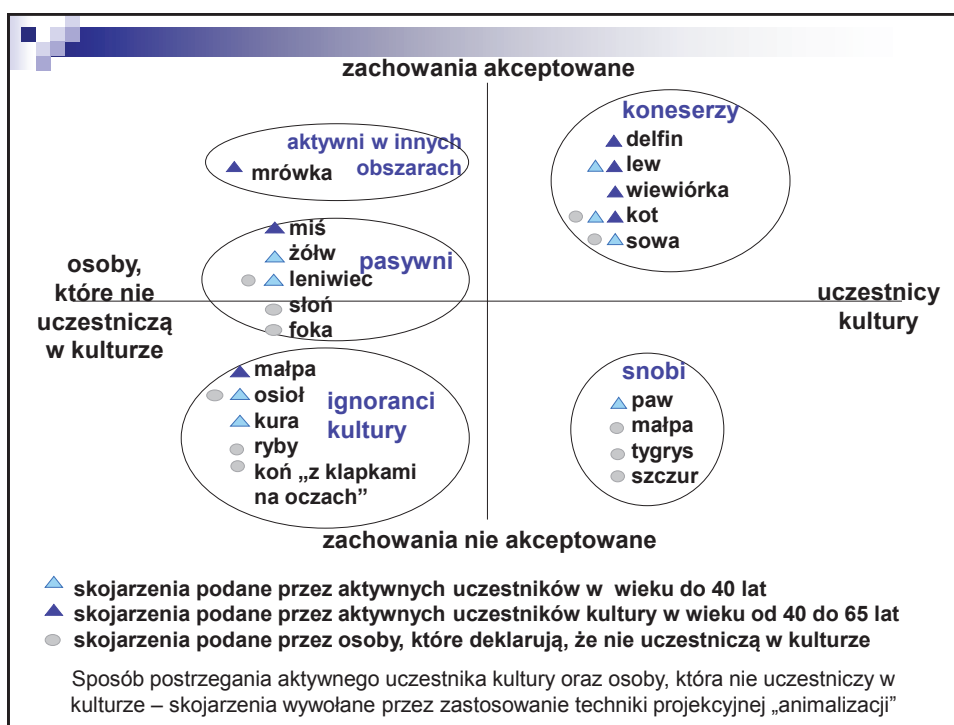 zachowania akceptowane
aktywni w innych
obszarach
mrówka
koneserzy
delfin
lew
wiewiórka
kot
sowa
miś
żółw
leniwiec
słoń
foka
pasywni
osoby,
które nie
uczestniczą
w kulturze
uczestnicy
kultury
małpa
osioł
kura
ryby
koń „z klapkami
na oczach”
ignoranci
kultury
snobi
paw
małpa
tygrys
szczur
zachowania nie akceptowane
skojarzenia podane przez aktywnych uczestników w wieku do 40 lat
skojarzenia podane przez aktywnych uczestników kultury w wieku od 40 do 65 lat
skojarzenia podane przez osoby, które deklarują, że nie uczestniczą w kulturze
Sposób postrzegania aktywnego uczestnika kultury oraz osoby, która nie uczestniczy w
kulturze – skojarzenia wywołane przez zastosowanie techniki projekcyjnej „animalizacji”